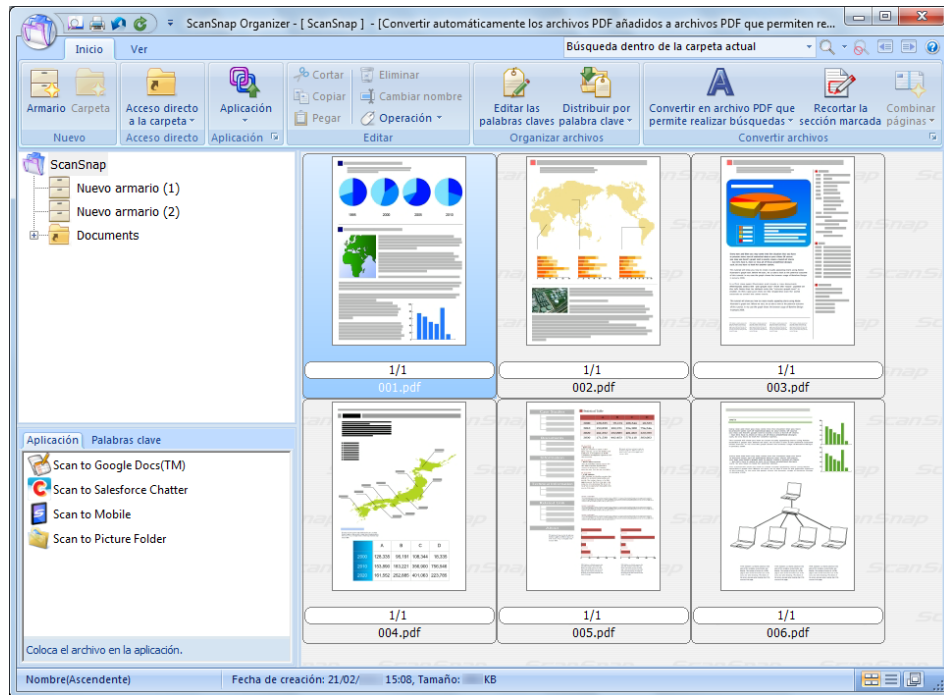 ScanSnap Organizer - [ ScanSnap ] - [Convertir automáticamente los archivos PDF añadidos a archivos PDF que permiten re...
Inicio
Ver
Búsqueda dentro de la carpeta actual
Cortar
Eliminar
Copiar
Cambiar nombre
Pegar
Operación
Armario
Carpeta
Acceso directo
a la carpeta
Aplicación
Editar las
palabras claves
Distribuir por
palabra clave
Convertir en archivo PDF que
permite realizar búsquedas
Recortar la
sección marcada
Combinar
páginas
Nuevo
Acceso directo
Aplicación
Editar
Organizar archivos
Convertir archivos
ScanSnap
Nuevo armario (1)
Nuevo armario (2)
Documents
1/1
001.pdf
1/1
002.pdf
1/1
003.pdf
A B C D
1/1
004.pdf
1/1
005.pdf
1/1
006.pdf
Aplicación
Palabras clave
Scan to Google Docs(TM)
Scan to Salesforce Chatter
Scan to Mobile
Scan to Picture Folder
Coloca el archivo en la aplicación.
Nombre(Ascendente)
Fecha de creación: 21/02/ 15:08, Tamaño: KB